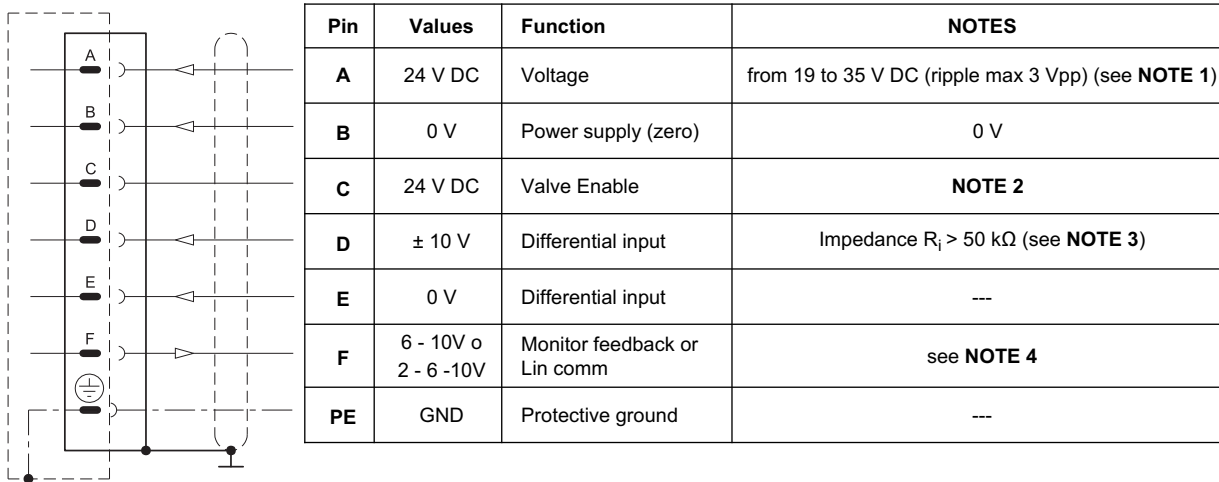 A
B
C
D
E
F
Pin Values Function NOTES
A 24 V DC Voltage from 19 to 35 V DC (ripple max 3 Vpp) (see NOTE 1)
B 0 V Power supply (zero) 0 V
C 24 V DC Valve Enable NOTE 2
D ± 10 V Differential input Impedance Ri > 50 kΩ (see NOTE 3)
E 0 V Differential input ---
F 6 - 10V o 2 - 6 -10V Monitor feedback or Lin comm see NOTE 4
PE GND Protective ground ---